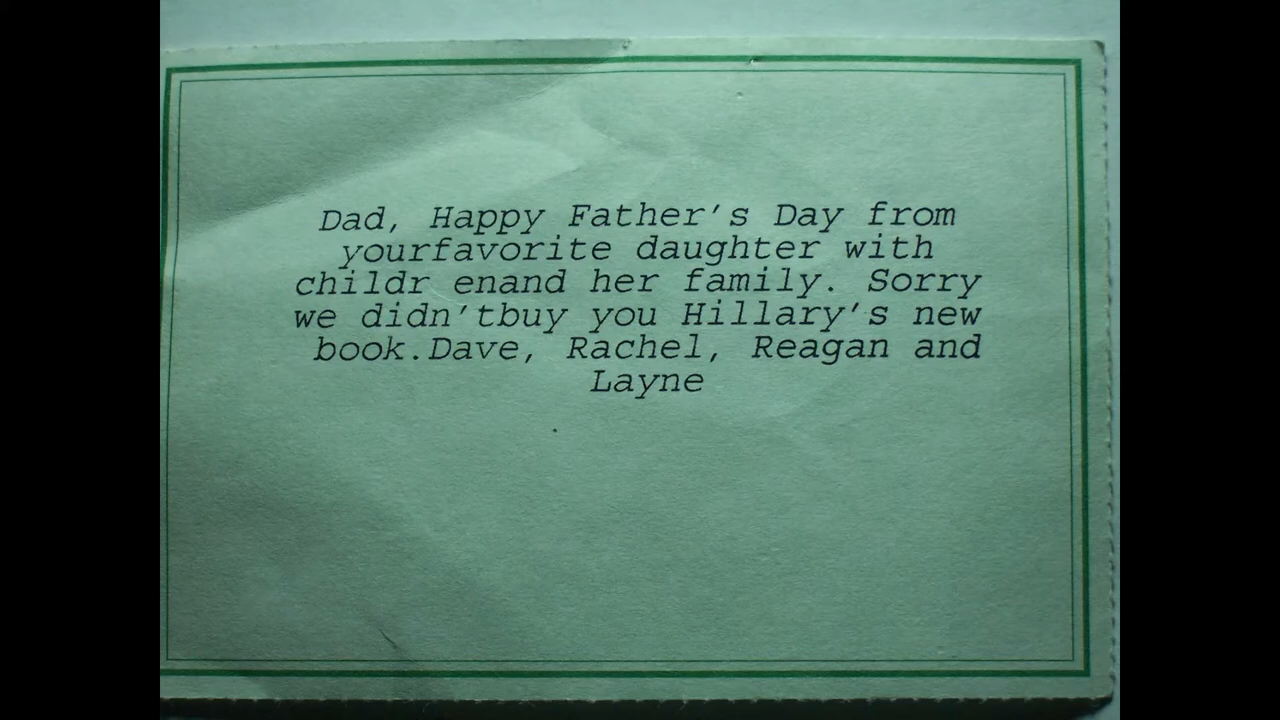 Dad, Happy Father's Day from
yourfavorite daughter with
childr enand her family. Sorry
we didn'tbuy you Hillary's new
book.Dave, Rachel, Reagan and
Layne